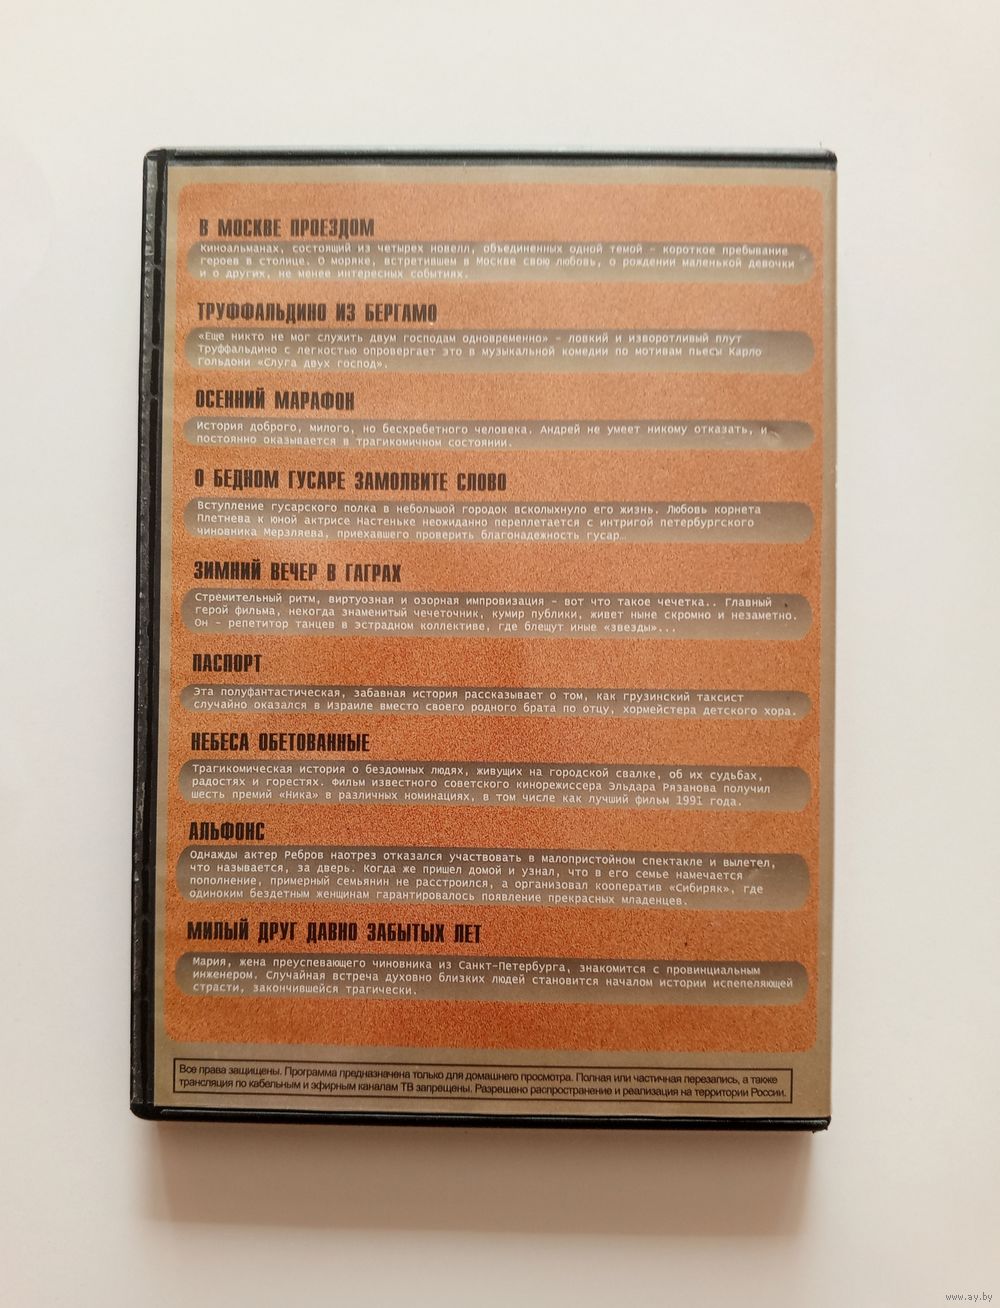 В МОСКВЕ ПРОЕЗДОМ
Киноальманах, состоящий из четырех новелл, объединенных одной темой - короткое пребывание
героев в столице. О моряке, встретившем в Москве свою любовь, о рождении маленькой девочки
и о других, не менее интересных событиях.
ТРУФФАЛЬДИНО ИЗ БЕРГАМО
«Еще никто не мог служить двум господам одновременно» - ловкий и изворотливый плут
Труффальдино с легкостью опровергает это в музыкальной комедии по мотивам пьесы Карло
Гольдони «Слуга двух господ».
ОСЕННИЙ МАРАФОН
История доброго, милого, но бесхребетного человека. Андрей не умеет никому отказать, и
постоянно оказывается в трагикомичном состоянии.
О БЕДНОМ ГУСАРЕ ЗАМОЛВИТЕ СЛОВО
Вступление гусарского полка в небольшой городок всколыхнуло его жизнь. Любовь корнета
Плетнева к юной актрисе Настеньке неожиданно переплетается с интригой петербургского
чиновника Мерзляева, приехавшего проверить благонадежность гусар…
ЗИМНИЙ ВЕЧЕР В ГАГРАХ
Стремительный ритм, виртуозная и озорная импровизация - вот что такое чечетка.. Главный
герой фильма, некогда знаменитый чечеточник, кумир публики, живет ныне скромно и незаметно.
Он - репетитор танцев в эстрадном коллективе, где блещут иные «звезды»...
ПАСПОРТ
Эта полуфантастическая, забавная история рассказывает о том, как грузинский таксист
случайно оказался в Израиле вместо своего родного брата по отцу, хормейстера детского хора.
НЕБЕСА ОБЕТОВАННЫЕ
Трагикомическая история о бездомных людях, живущих на городской свалке, об их судьбах,
радостях и горестях. Фильм известного советского кинорежиссера Эльдара Рязанова получил
шесть премий «Ника» в различных номинациях, в том числе как лучший фильм 1991 года.
АЛЬФОНС
Однажды актер Ребров наотрез отказался участвовать в малопристойном спектакле и вылетел,
что называется, за дверь. Когда же пришел домой и узнал, что в его семье намечается
пополнение, примерный семьянин не расстроился, а организовал кооператив «Сибиряк», где
одиноким бездетным женщинам гарантировалось появление прекрасных младенцев.
МИЛЫЙ ДРУГ ДАВНО ЗАБЫТЫХ ЛЕТ
Мария, жена преуспевающего чиновника из Санкт-Петербурга, знакомится с провинциальным
инженером. Случайная встреча духовно близких людей становится началом истории испепеляющей
страсти, закончившейся трагически.
Все права защищены. Программа предназначена только для домашнего просмотра. Полная или частичная перезапись, а также
трансляция по кабельным и эфирным каналам ТВ запрещены. Разрешено распространение и реализация на территории России.
www.ay.by